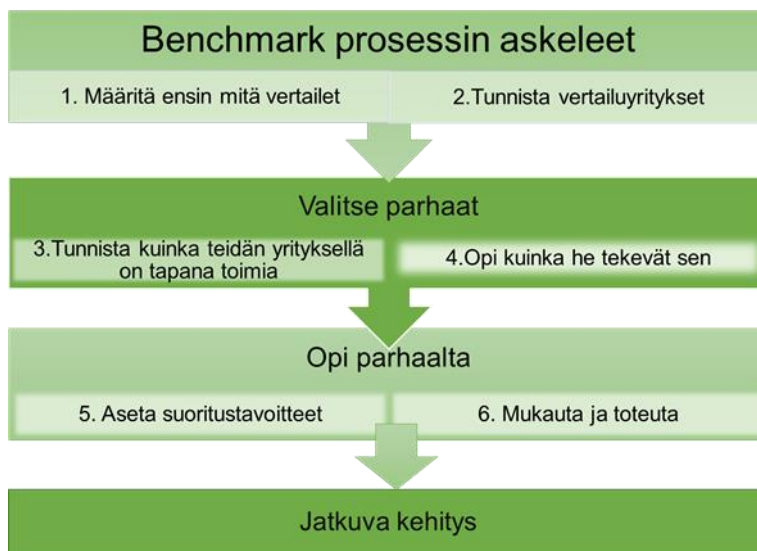 Benchmark prosessin askeleet
1. Määritä ensin mitä vertailet
2.Tunnista vertailuyritykset
Valitse parhaat
3.Tunnista kuinka teidän yrityksellä
on tapana toimia
4.Opi kuinka he tekevät sen
Opi parhaalta
5. Aseta suoritustavoitteet
6. Mukauta ja toteuta
Jatkuva kehitys